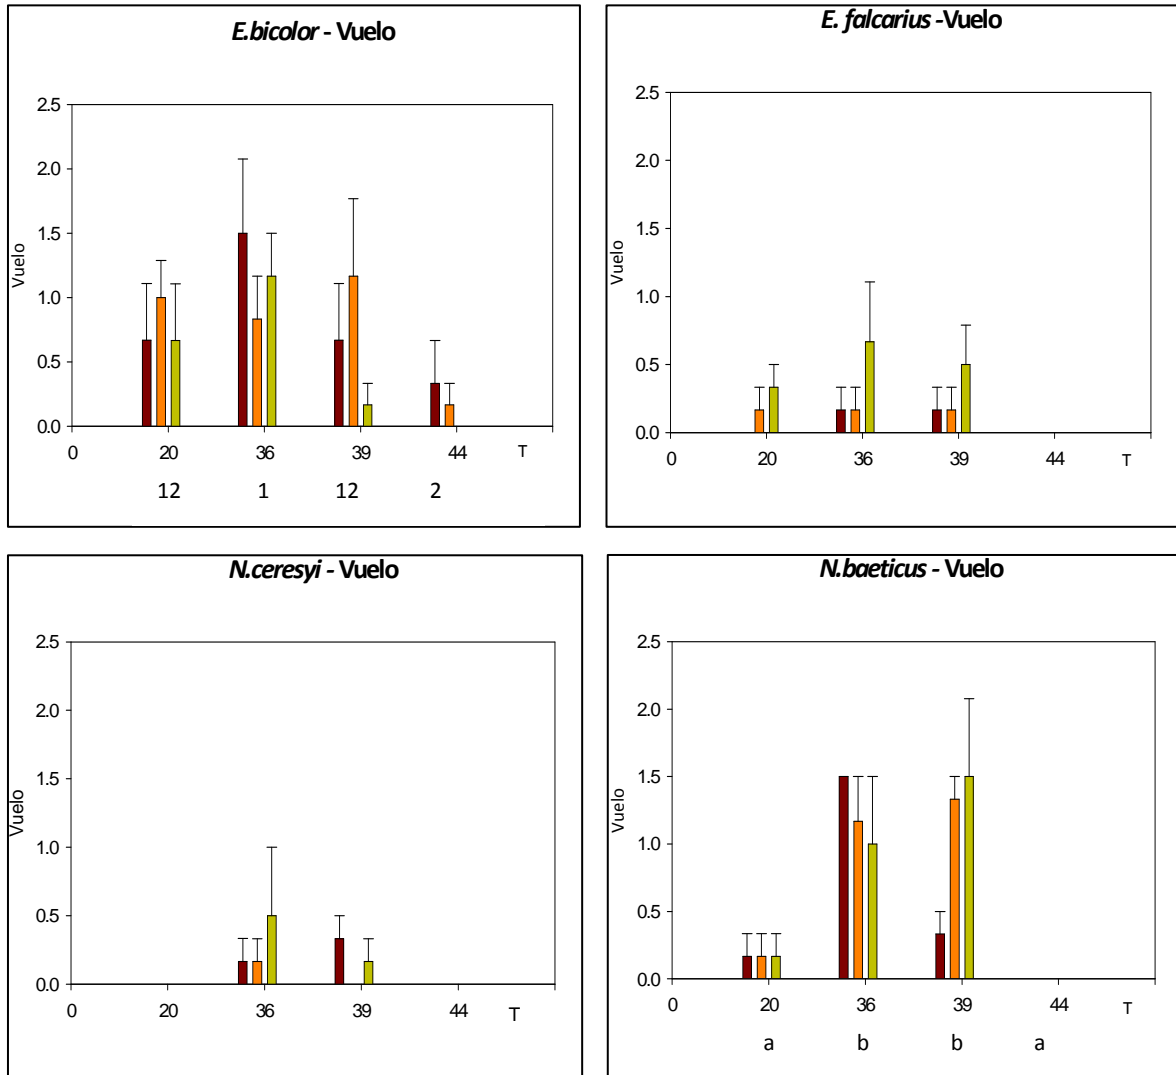 E.bicolor - Vuelo
2.5
2.0
1.5
1.0
0.5
0.0
Vuelo
0 20 36 39 44 T
12 1 12 2
E. falcarius -Vuelo
2.5
2.0
1.5
1.0
0.5
0.0
Vuelo
0 20 36 39 44 T
N.ceresyi - Vuelo
2.5
2.0
1.5
1.0
0.5
0.0
Vuelo
0 20 36 39 44 T
N.baeticus - Vuelo
2.5
2.0
1.5
1.0
0.5
0.0
Vuelo
0 20 36 39 44 T
a b b a